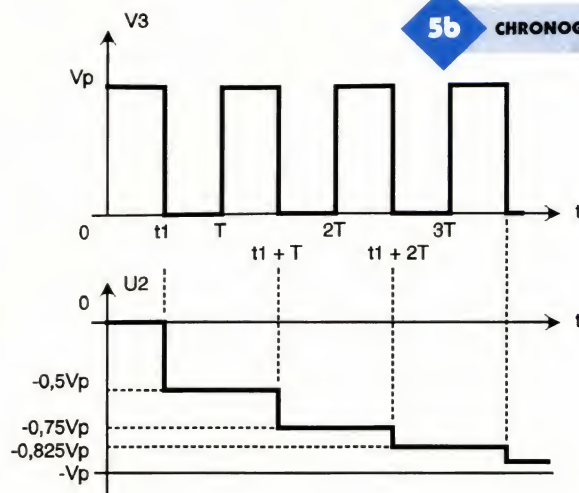 5b CHRONOG
V3
Vp
0 t1 T 2T 3T t
t1 + T t1 + 2T
U2
0 t
-0,5Vp
-0,75Vp
-0,825Vp
-Vp